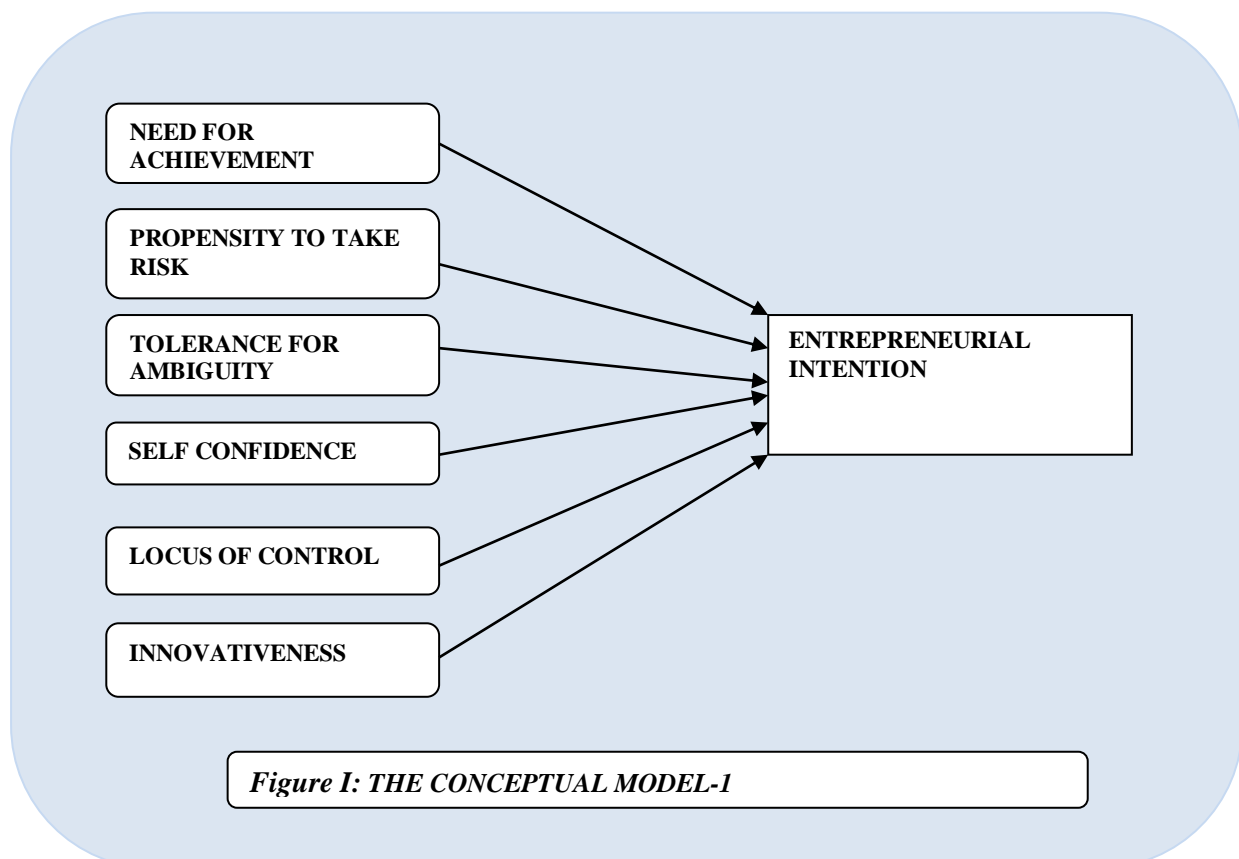 NEED FOR
ACHIEVEMENT
PROPENSITY TO TAKE
RISK
TOLERANCE FOR
AMBIGUITY
SELF CONFIDENCE
LOCUS OF CONTROL
INNOVATIVENESS
ENTREPRENEURIAL
INTENTION
Figure I: THE CONCEPTUAL MODEL-1